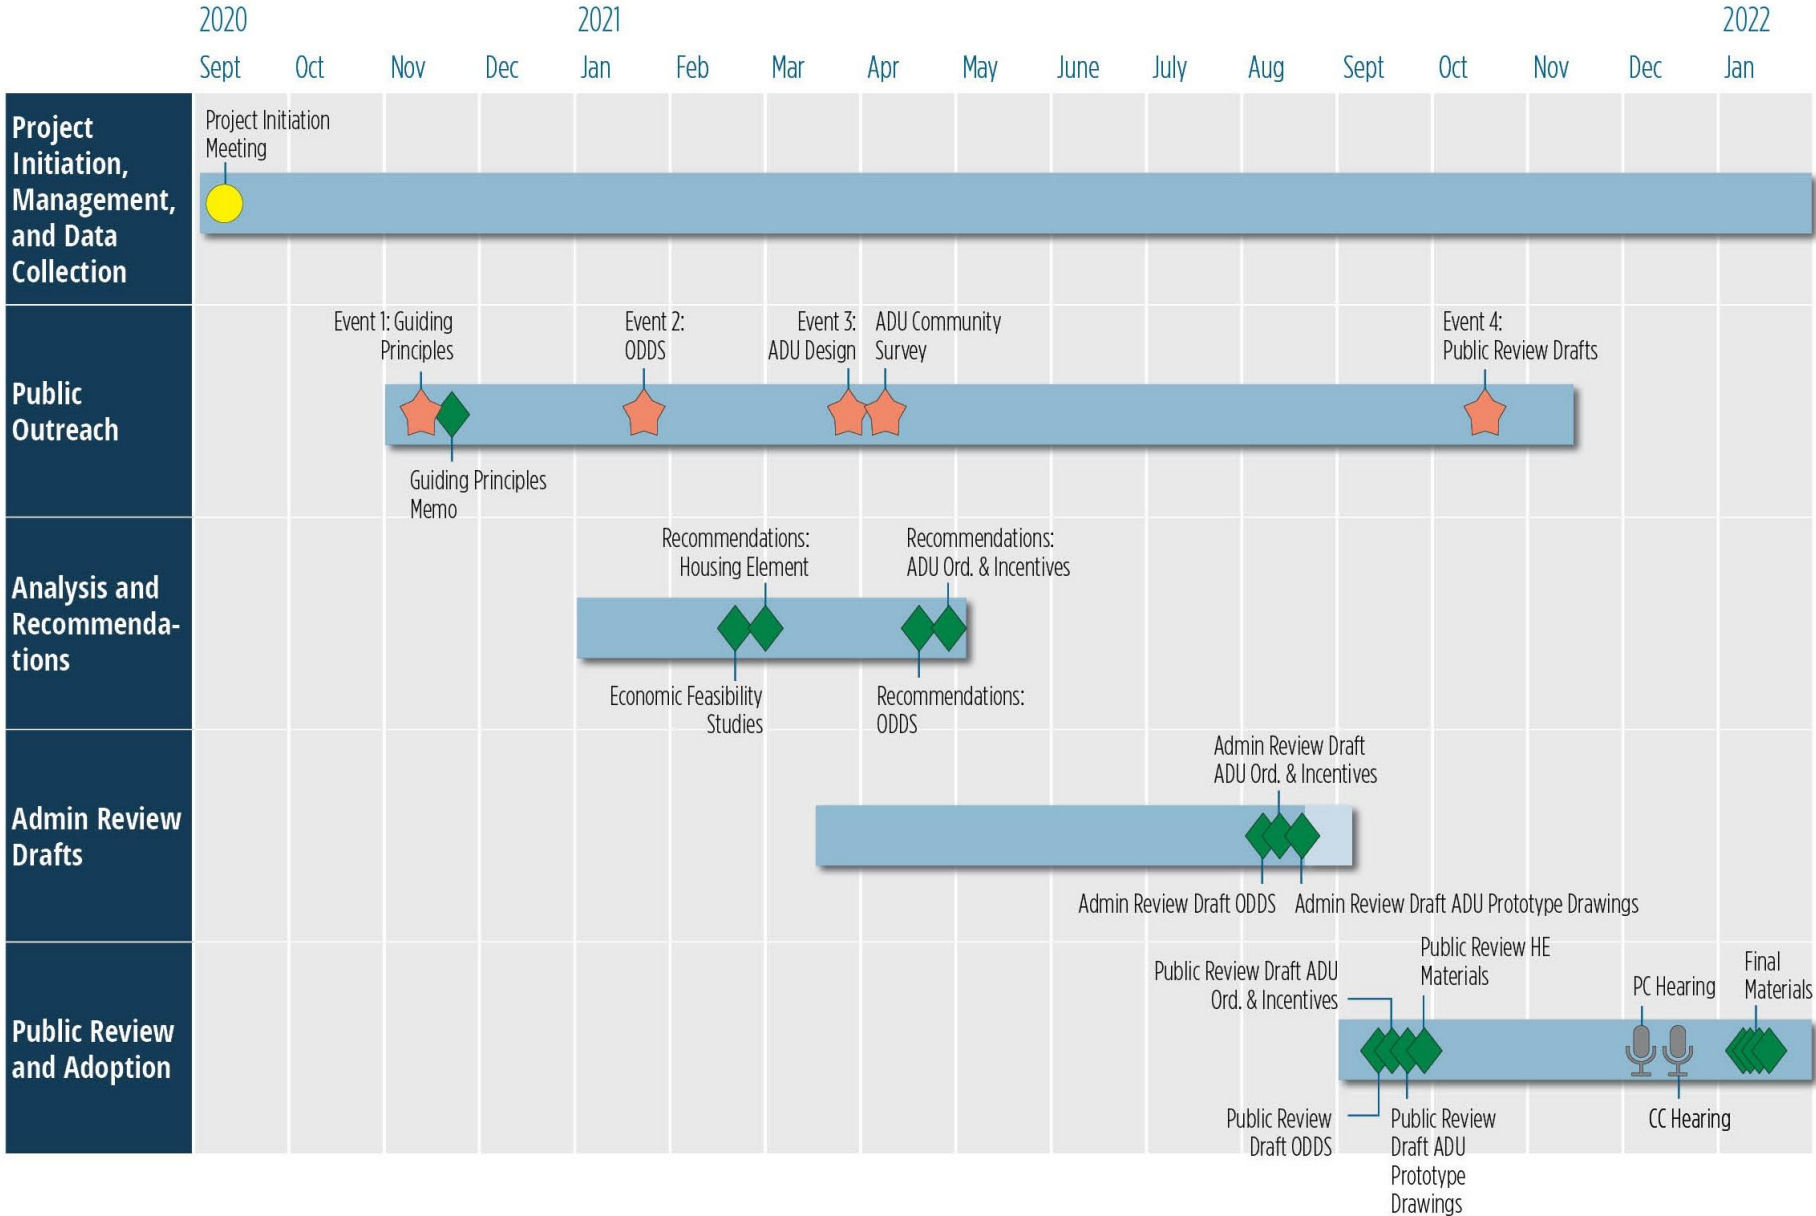 2020 2021 2022
Sept Oct Nov Dec Jan Feb Mar Apr May June July Aug Sept Oct Nov Dec Jan
Project
Initiation,
Management,
and Data
Collection
Project Initiation
Meeting
Public
Outreach
Event 1: Guiding
Principles
Event 2:
ODDS
Event 3:
ADU Design
ADU Community
Survey
Event 4:
Public Review Drafts
Guiding Principles
Memo
Analysis and
Recommenda-
tions
Recommendations:
Housing Element
Recommendations:
ADU Ord. & Incentives
Economic Feasibility
Studies
Recommendations:
ODDS
Admin Review
Drafts
Admin Review Draft
ADU Ord. & Incentives
Admin Review Draft ODDS
Admin Review Draft ADU Prototype Drawings
Public Review
and Adoption
Public Review Draft ADU
Ord. & Incentives
Public Review HE
Materials
PC Hearing
Final
Materials
Public Review
Draft ODDS
Public Review
Draft ADU
Prototype
Drawings
CC Hearing